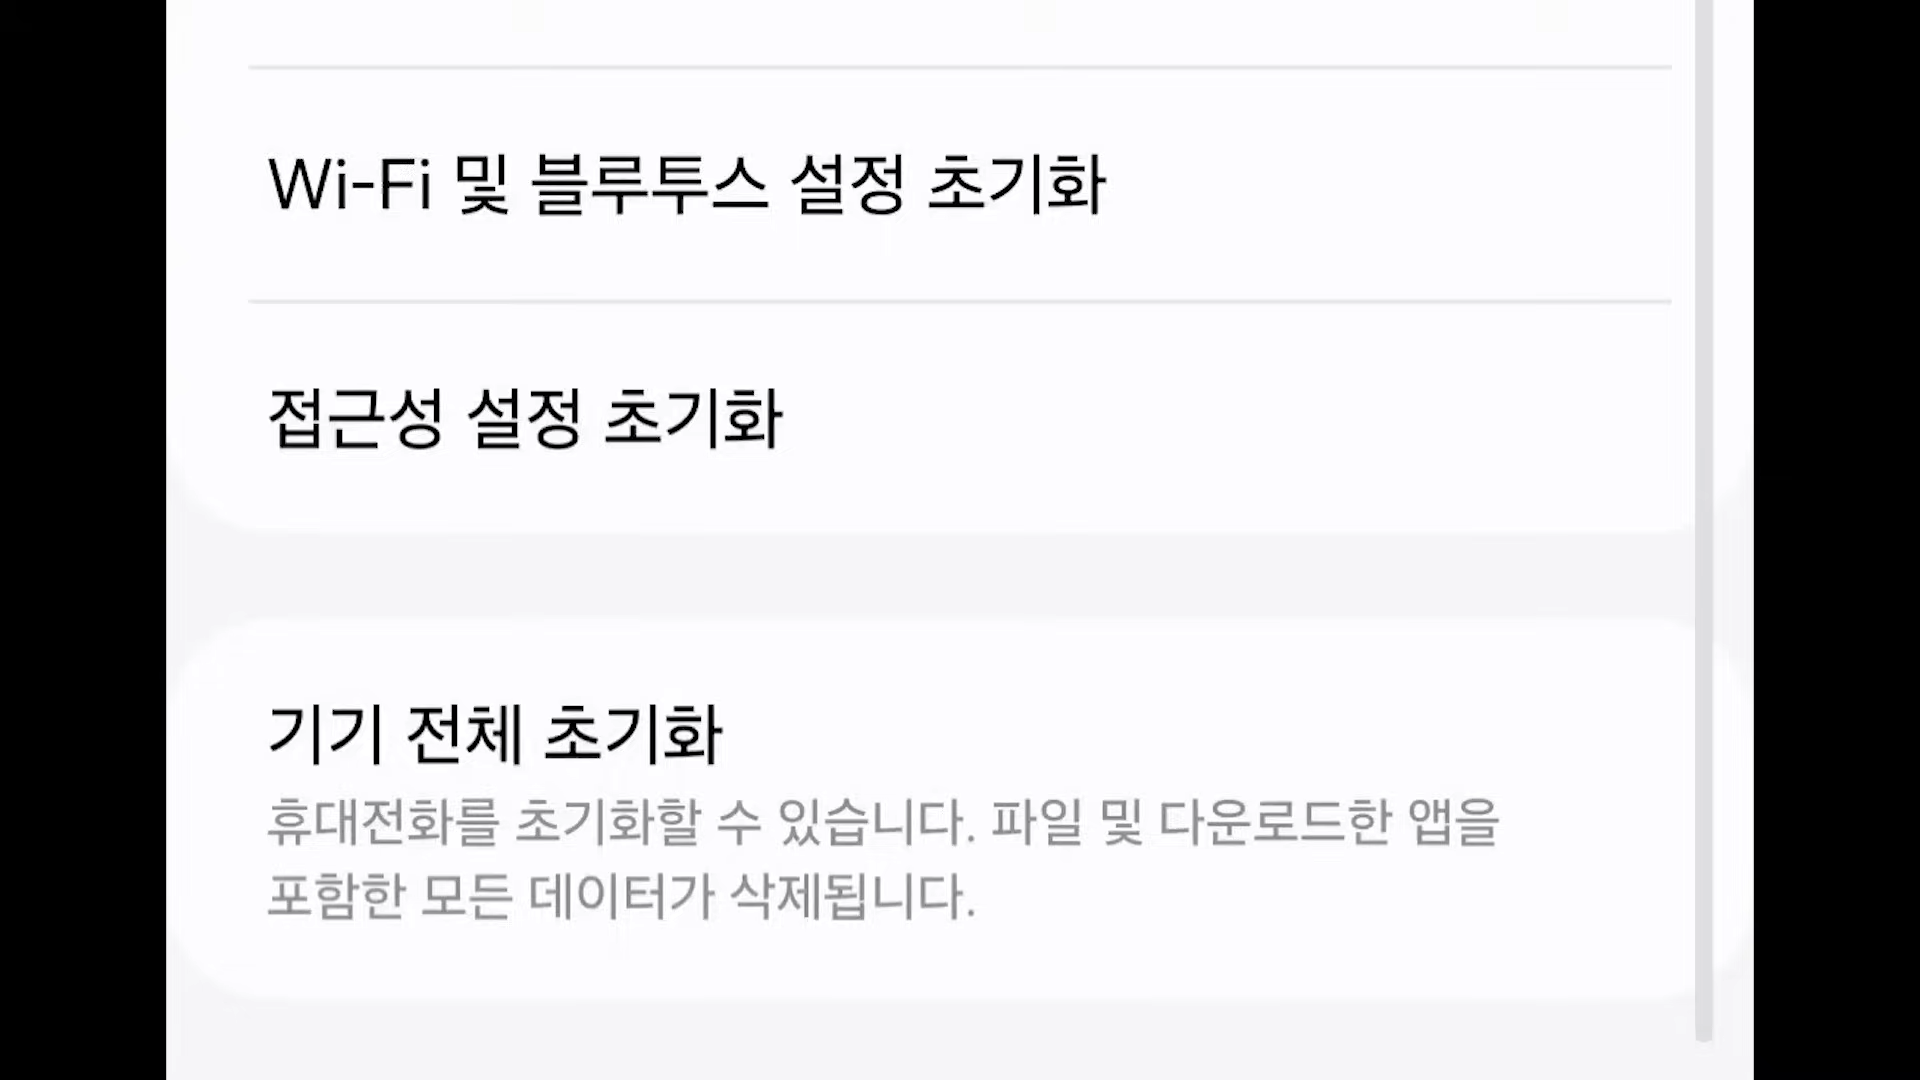 Wi-Fi 및 블루투스 설정 초기화
접근성 설정 초기화
기기 전체 초기화
휴대전화를 초기화할 수 있습니다. 파일 및 다운로드한 앱을
포함한 모든 데이터가 삭제됩니다.